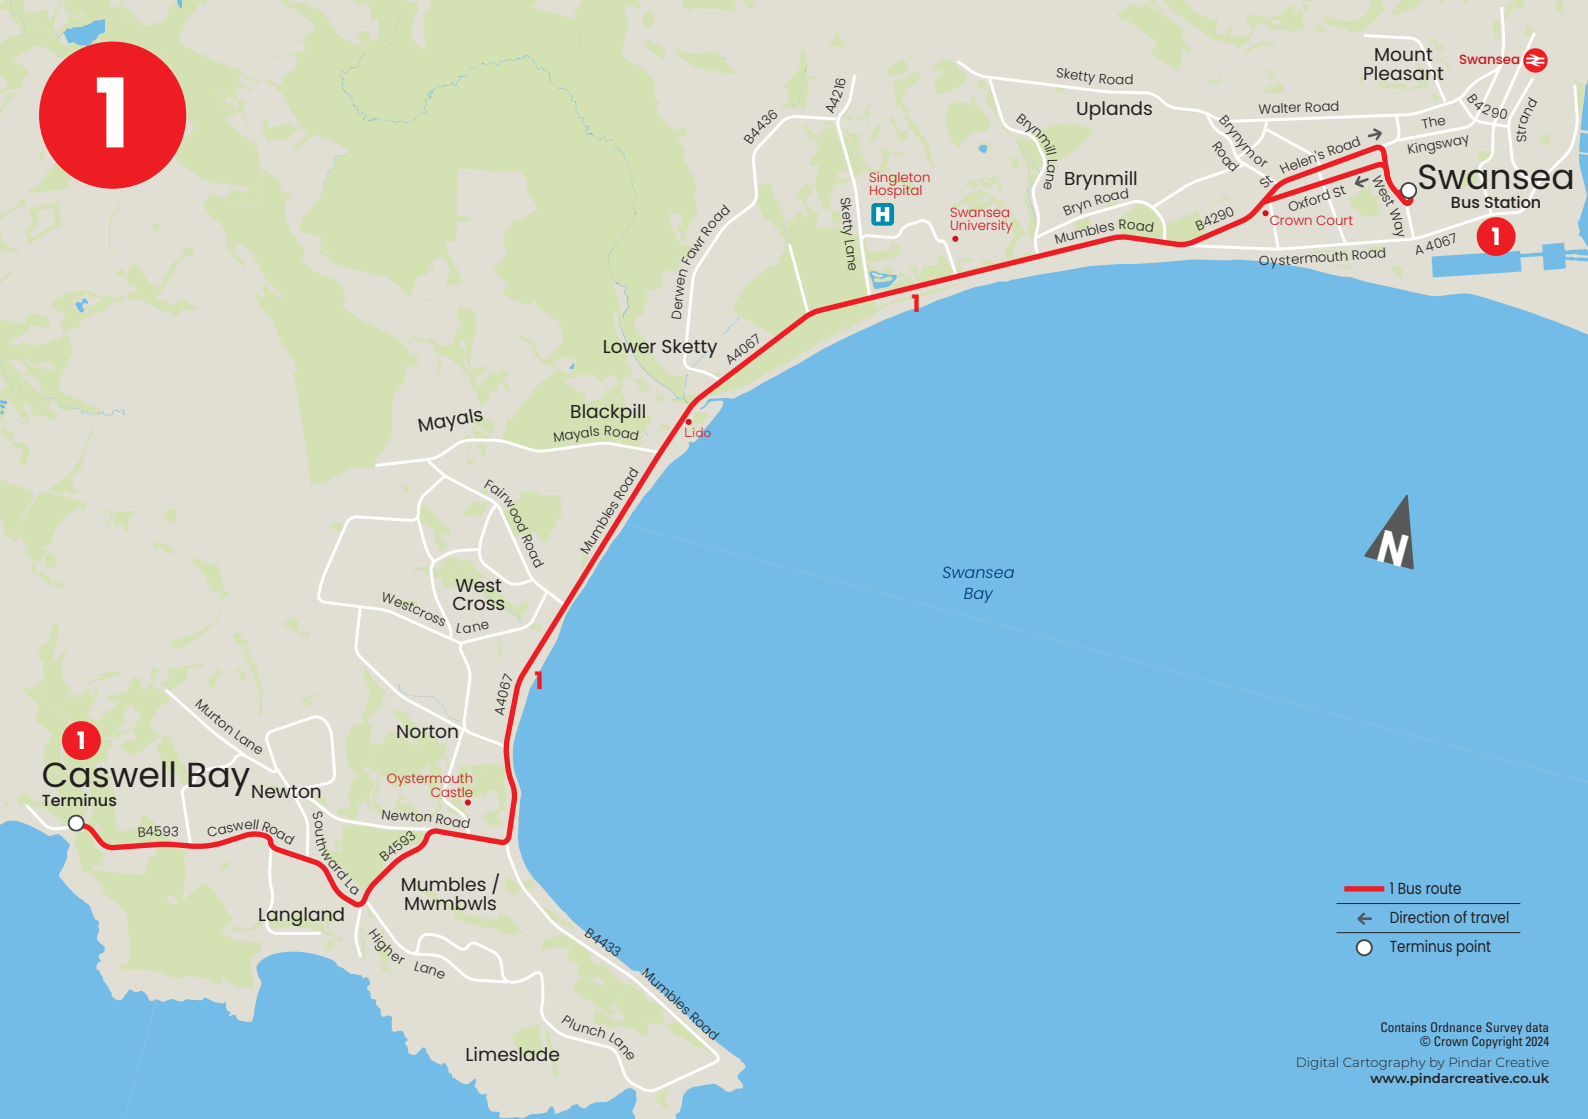 1
Mount
Pleasant
Swansea
Sketty Road
Uplands
Walter Road
B4290
Strand
The
Kingsway
A4216
B4436
Brynmill Lane
Brynymor
Road
St Helen's Road
Swansea
Bus Station
1
Singleton
Hospital
H
Brynmill
Bryn Road
Oxford St
West Way
Sketty Lane
Swansea
University
Mumbles Road
B4290
Crown Court
A4067
Oystermouth Road
Derwen Fawr Road
1
Lower Sketty
A4067
Blackpill
Mayals
Mayals Road
Lido
Fairwood Road
Mumbles Road
N
West
Cross
Westcross
Lane
Swansea
Bay
A4067
1
Murton Lane
Norton
1
Caswell Bay
Terminus
Newton
Oystermouth
Castle
B4593
Caswell Road
Southward La
Newton Road
B4593
Mumbles /
Mwmbwls
Langland
Higher Lane
B4433
Mumbles Road
Plunch Lane
Limeslade
1 Bus route
Direction of travel
Terminus point
Contains Ordnance Survey data
© Crown Copyright 2024
Digital Cartography by Pindar Creative
www.pindarcreative.co.uk